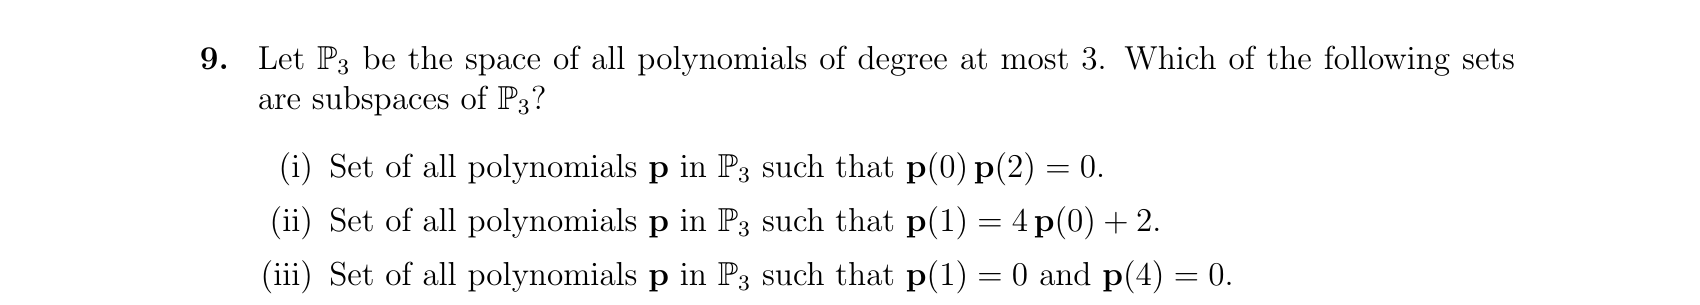 9. Let ℙ₃ be the space of all polynomials of degree at most 3. Which of the following sets
are subspaces of ℙ₃?
(i) Set of all polynomials p in ℙ₃ such that p(0) p(2) = 0.
(ii) Set of all polynomials p in ℙ₃ such that p(1) = 4 p(0) + 2.
(iii) Set of all polynomials p in ℙ₃ such that p(1) = 0 and p(4) = 0.